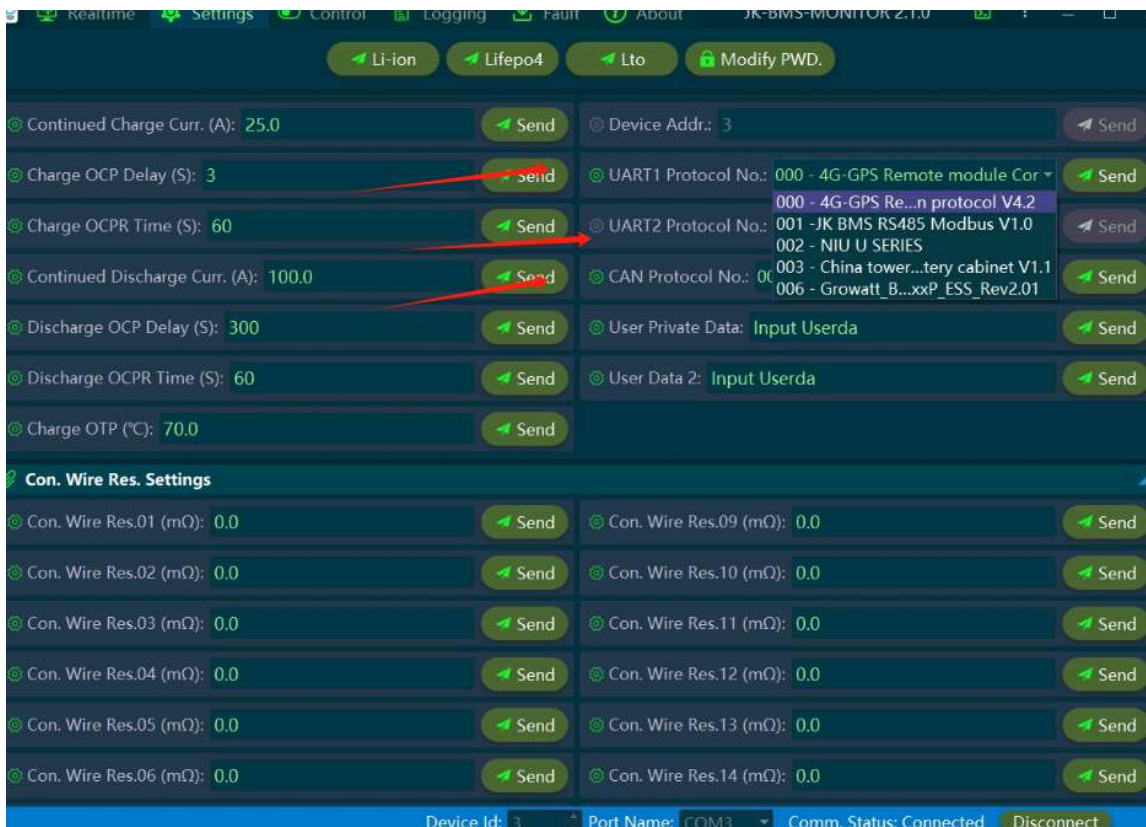 Realtime Settings Control Logging Fault About JK-BMS-MONITOR 2.1.0
Li-ion Lifepo4 Lto Modify PWD.
Continued Charge Curr. (A): 25.0 Send Device Addr.: 3 Send
Charge OCP Delay (S): 3 Send UART1 Protocol No.: 000 - 4G-GPS Remote module Cor Send
000 - 4G-GPS Re...n protocol V4.2
Charge OCPR Time (S): 60 Send UART2 Protocol No.: 001 -JK BMS RS485 Modbus V1.0 Send
002 - NIU U SERIES
Continued Discharge Curr. (A): 100.0 Send CAN Protocol No.: 00 003 - China tower...tery cabinet V1.1 Send
006 - Growatt_B...xxP_ESS_Rev2.01
Discharge OCP Delay (S): 300 Send User Private Data: Input Userda Send
Discharge OCPR Time (S): 60 Send User Data 2: Input Userda Send
Charge OTP (℃): 70.0 Send
Con. Wire Res. Settings
Con. Wire Res.01 (mΩ): 0.0 Send Con. Wire Res.09 (mΩ): 0.0 Send
Con. Wire Res.02 (mΩ): 0.0 Send Con. Wire Res.10 (mΩ): 0.0 Send
Con. Wire Res.03 (mΩ): 0.0 Send Con. Wire Res.11 (mΩ): 0.0 Send
Con. Wire Res.04 (mΩ): 0.0 Send Con. Wire Res.12 (mΩ): 0.0 Send
Con. Wire Res.05 (mΩ): 0.0 Send Con. Wire Res.13 (mΩ): 0.0 Send
Con. Wire Res.06 (mΩ): 0.0 Send Con. Wire Res.14 (mΩ): 0.0 Send
Device Id: 3 Port Name: COM3 Comm. Status: Connected Disconnect